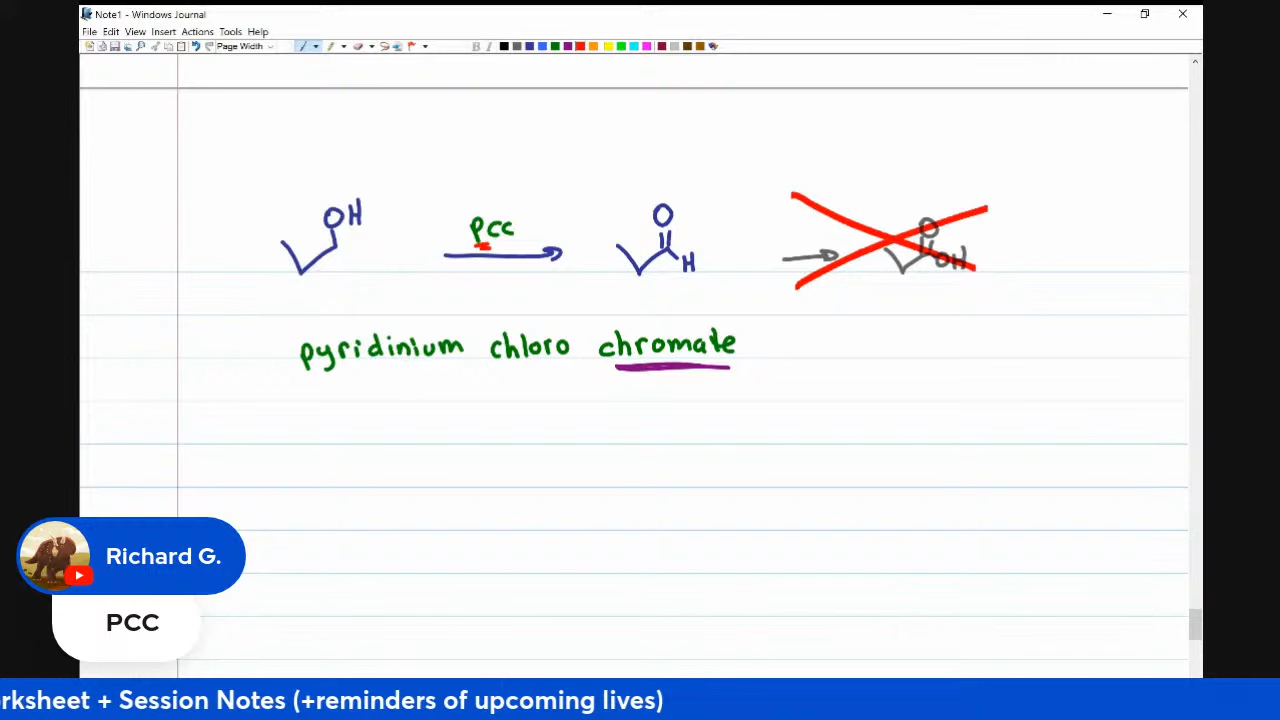 Note1 - Windows Journal
File Edit View Insert Actions Tools Help
Page Width
B I
OH
PCC
O
H
O
OH
pyridinium chloro chromate
Richard G.
PCC
rksheet + Session Notes (+reminders of upcoming lives)